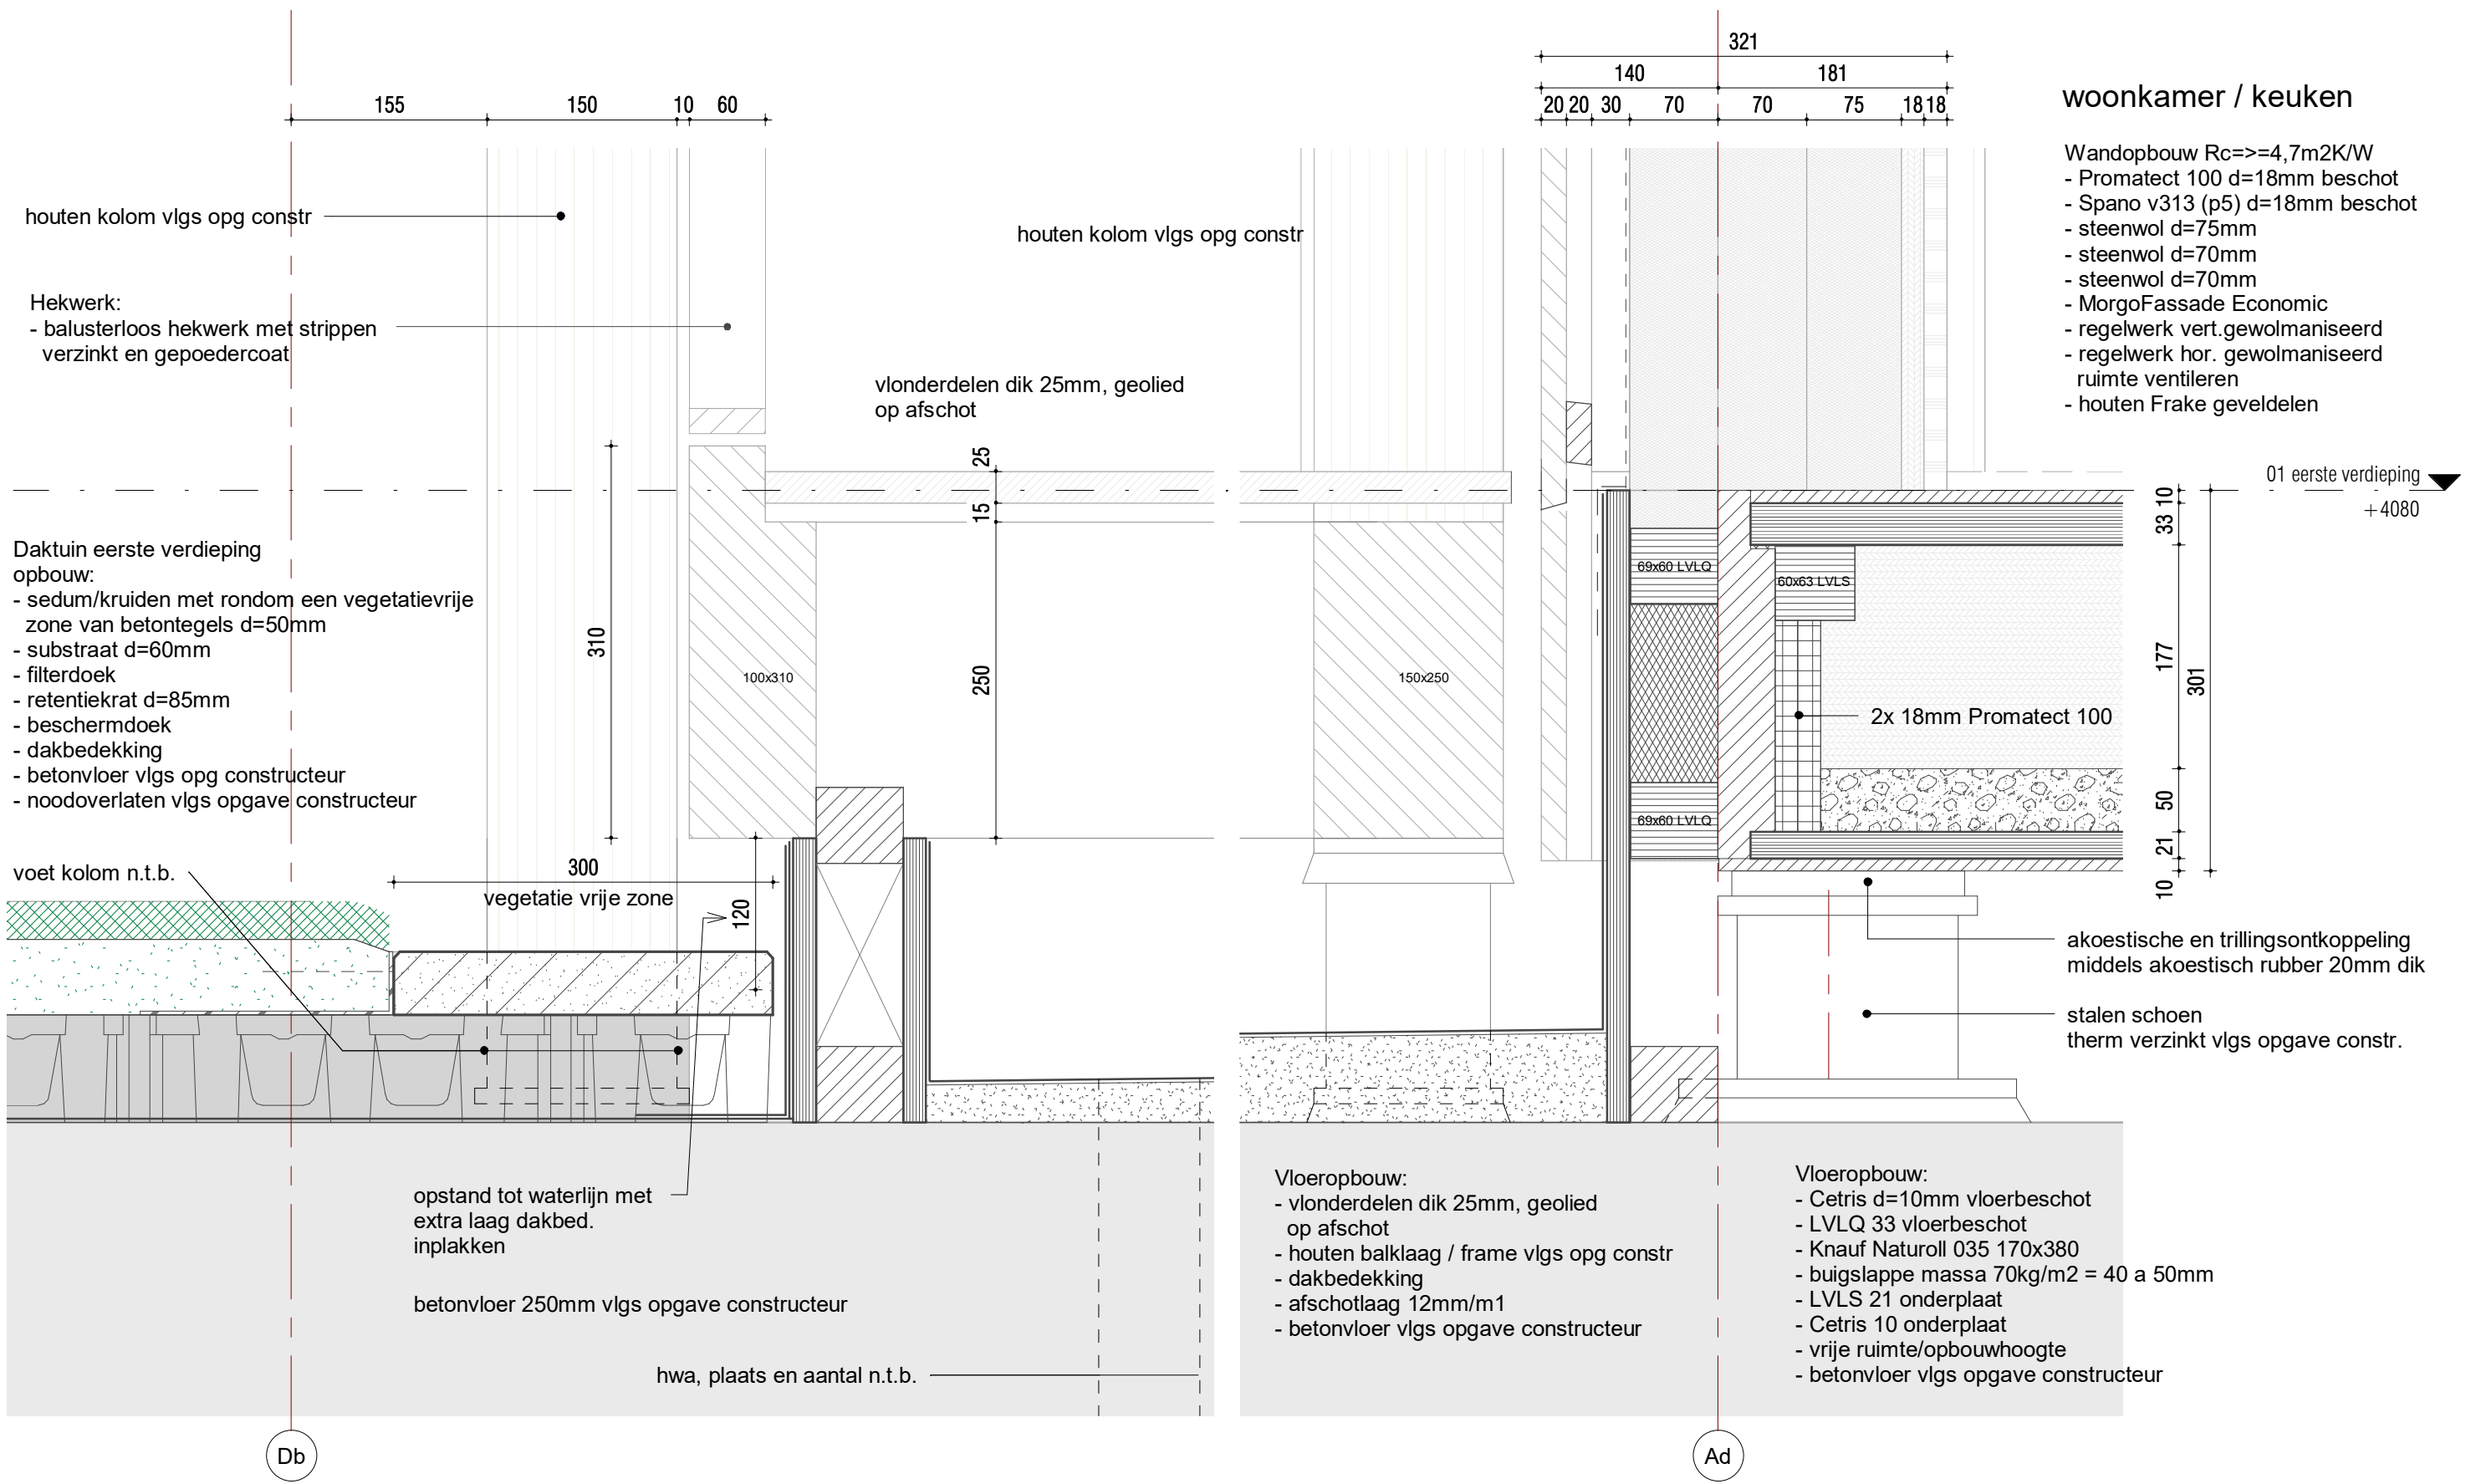 321
140
181
155
150
10
60
20
20
30
70
70
75
18
18
woonkamer / keuken
Wandopbouw Rc=>=4,7m2K/W
- Promatect 100 d=18mm beschot
- Spano v313 (p5) d=18mm beschot
- steenwol d=75mm
- steenwol d=70mm
- steenwol d=70mm
- MorgoFassade Economic
- regelwerk vert.gewolmaniseerd
- regelwerk hor. gewolmaniseerd
ruimte ventileren
- houten Frake geveldelen
houten kolom vlgs opg constr
houten kolom vlgs opg constr
Hekwerk:
- balusterloos hekwerk met strippen
verzinkt en gepoedercoat
vlonderdelen dik 25mm, geolied
op afschot
25
15
250
310
01 eerste verdieping
+4080
10
33
177
301
50
21
10
Daktuin eerste verdieping
opbouw:
- sedum/kruiden met rondom een vegetatievrije
zone van betontegels d=50mm
- substraat d=60mm
- filterdoek
- retentiekrat d=85mm
- beschermdoek
- dakbedekking
- betonvloer vlgs opg constructeur
- noodoverlaten vlgs opgave constructeur
100x310
150x250
69x60 LVLQ
60x63 LVLS
69x60 LVLQ
2x 18mm Promatect 100
voet kolom n.t.b.
300
vegetatie vrije zone
120
akoestische en trillingsontkoppeling
middels akoestisch rubber 20mm dik
stalen schoen
therm verzinkt vlgs opgave constr.
opstand tot waterlijn met
extra laag dakbed.
inplakken
betonvloer 250mm vlgs opgave constructeur
hwa, plaats en aantal n.t.b.
Vloeropbouw:
- vlonderdelen dik 25mm, geolied
op afschot
- houten balklaag / frame vlgs opg constr
- dakbedekking
- afschotlaag 12mm/m1
- betonvloer vlgs opgave constructeur
Vloeropbouw:
- Cetris d=10mm vloerbeschot
- LVLQ 33 vloerbeschot
- Knauf Naturoll 035 170x380
- buigslappe massa 70kg/m2 = 40 a 50mm
- LVLS 21 onderplaat
- Cetris 10 onderplaat
- vrije ruimte/opbouwhoogte
- betonvloer vlgs opgave constructeur
Db
Ad